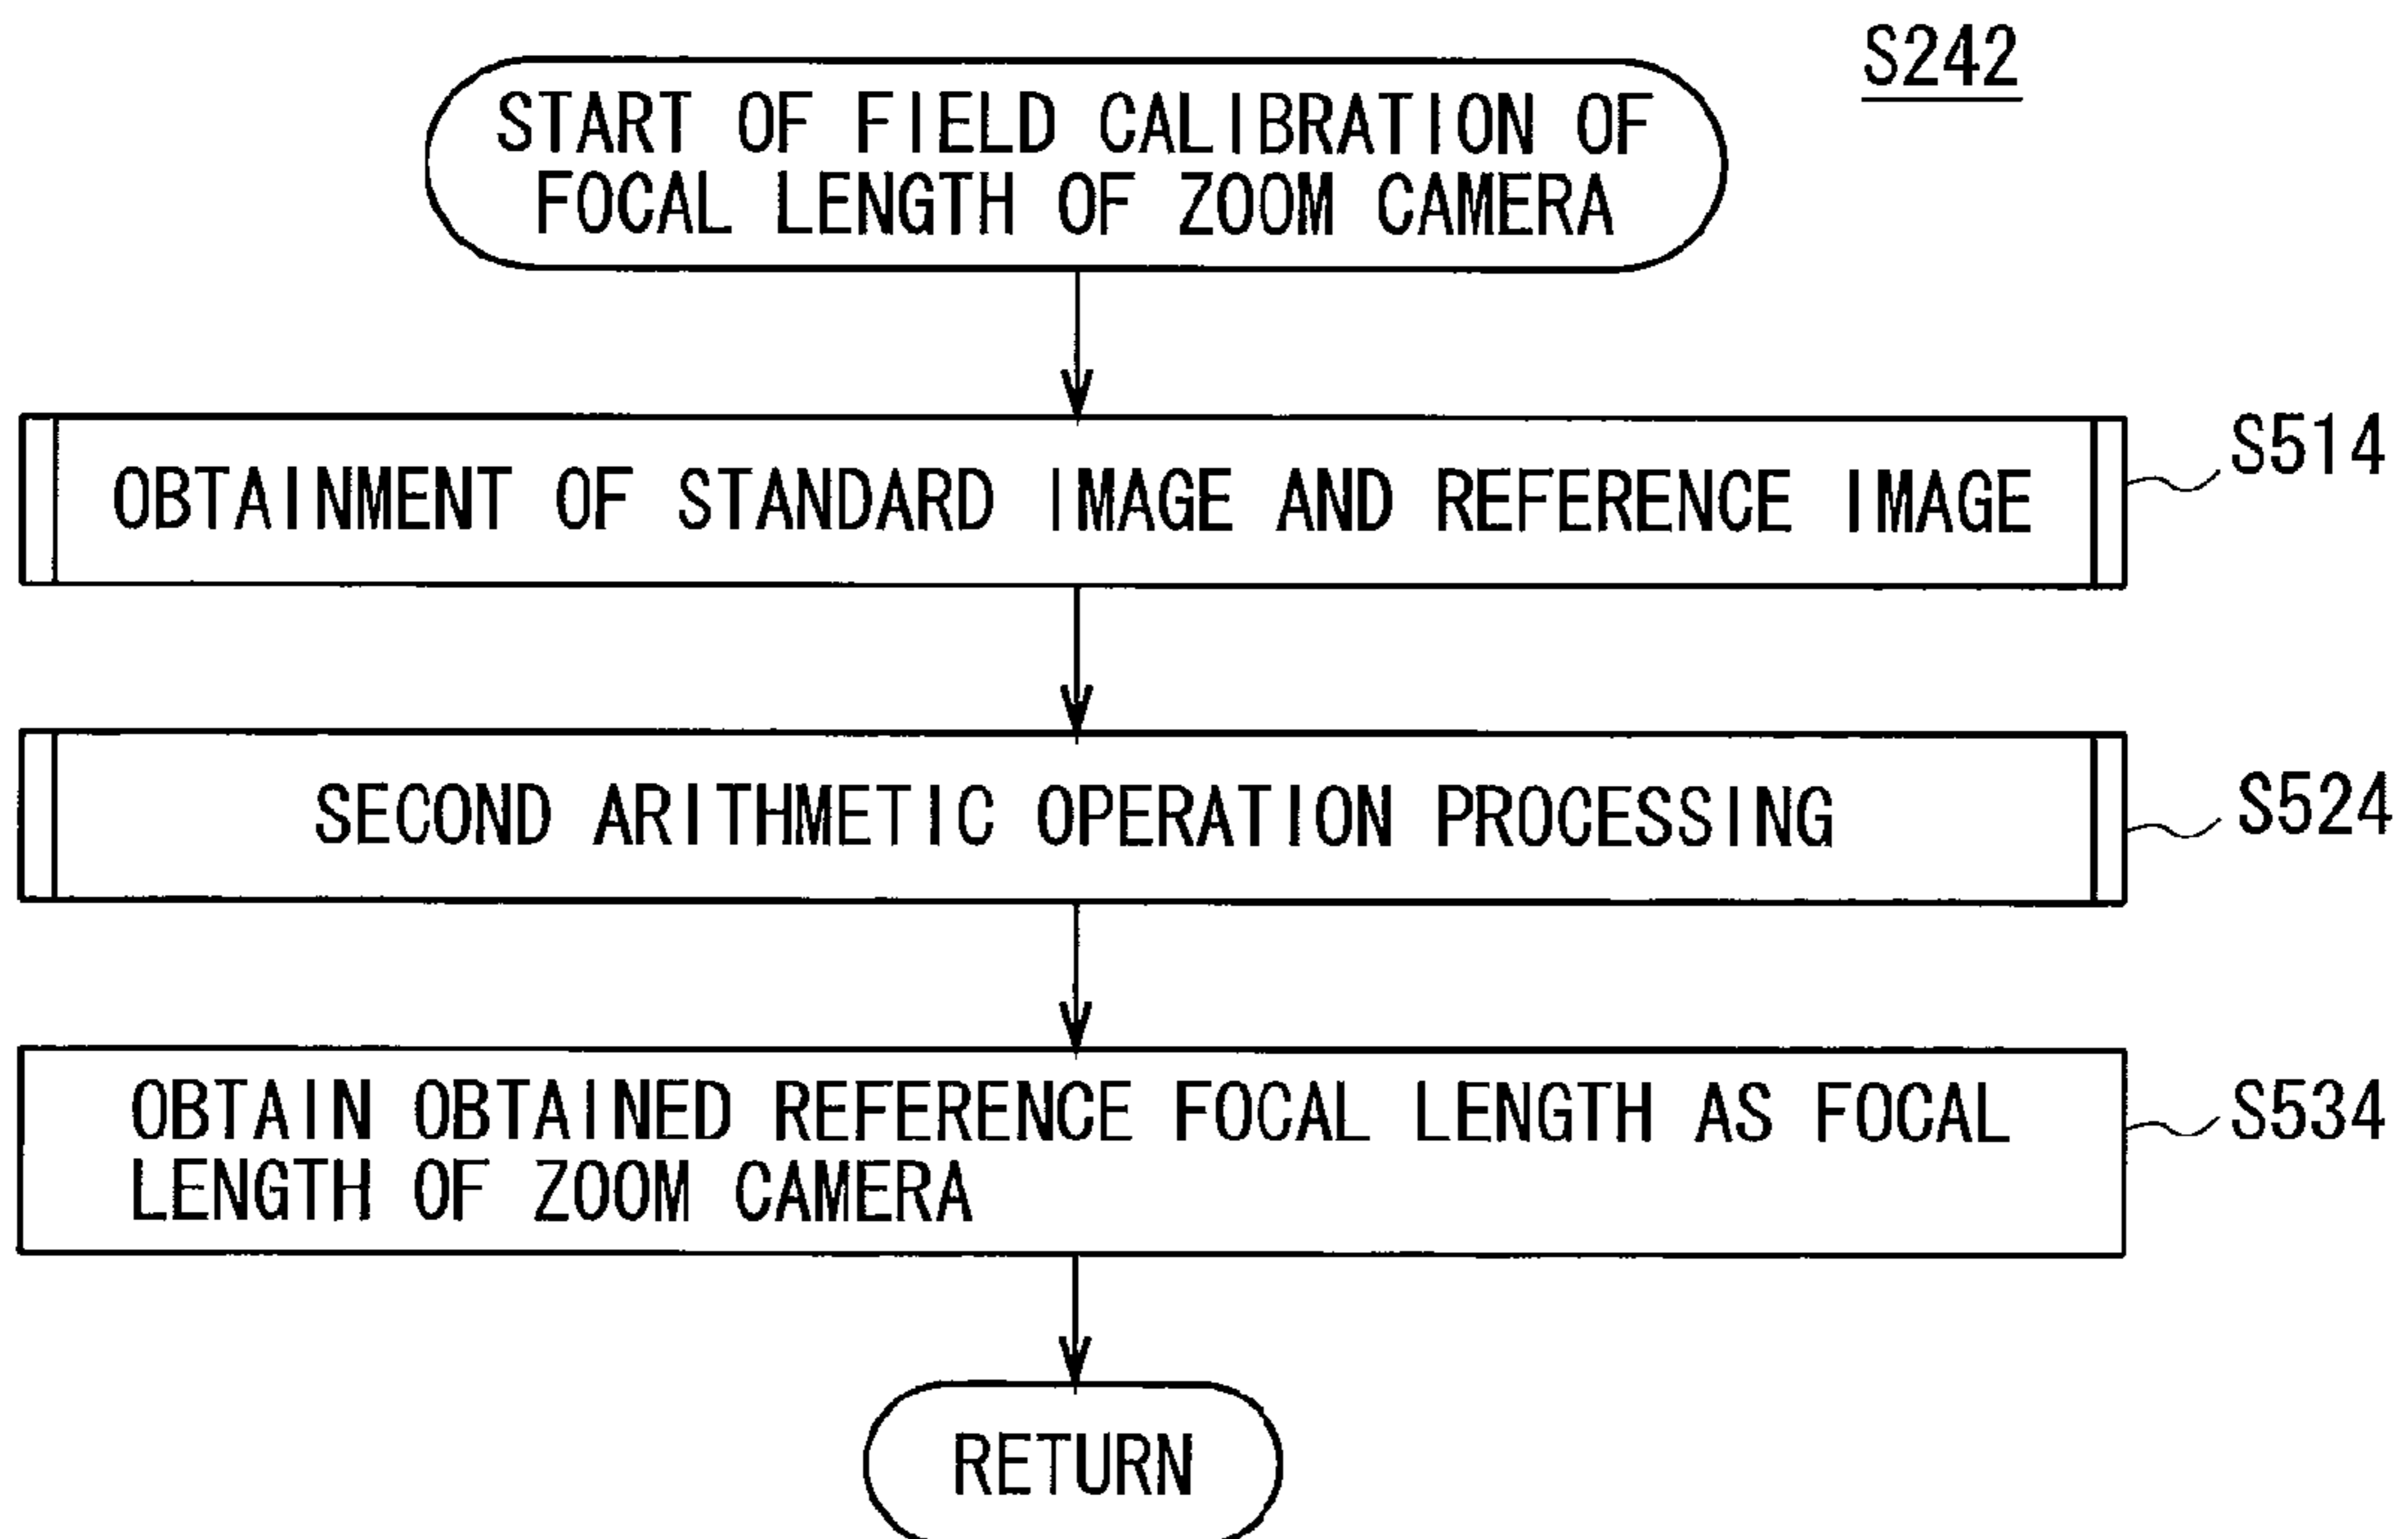 S242
START OF FIELD CALIBRATION OF
FOCAL LENGTH OF ZOOM CAMERA
OBTAINMENT OF STANDARD IMAGE AND REFERENCE IMAGE
S514
SECOND ARITHMETIC OPERATION PROCESSING
S524
OBTAIN OBTAINED REFERENCE FOCAL LENGTH AS FOCAL
LENGTH OF ZOOM CAMERA
S534
RETURN